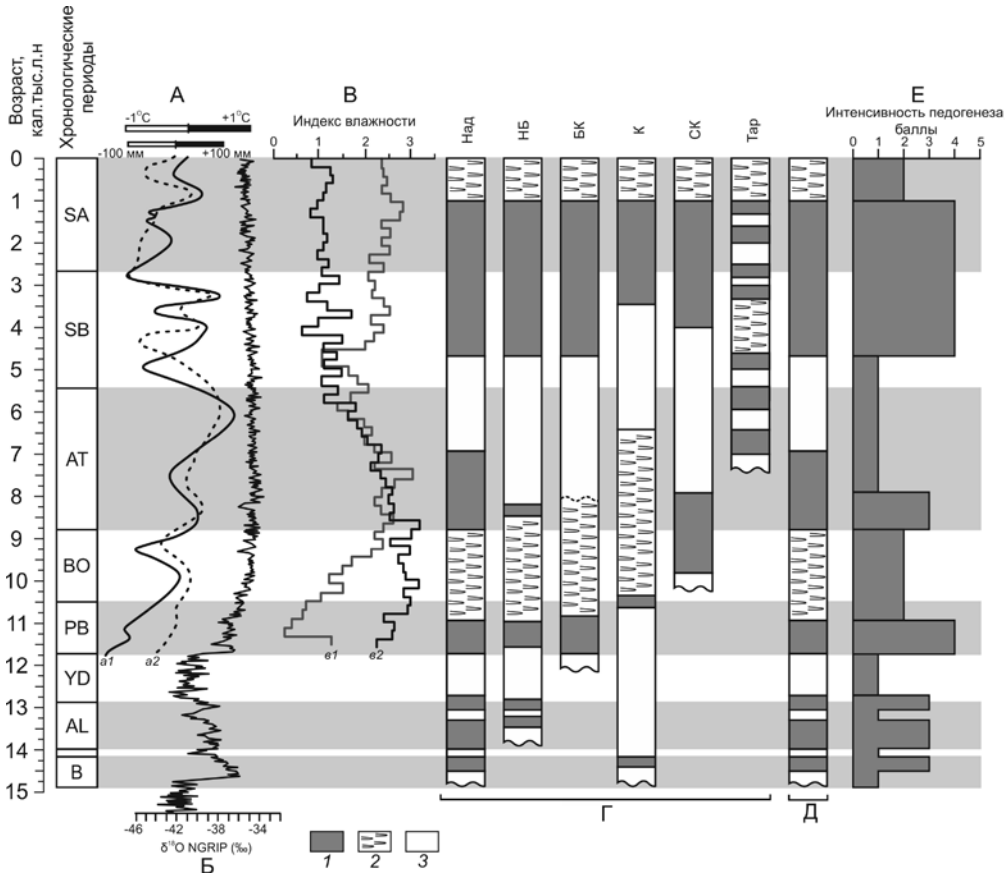 Возраст,
кал.тыс.л.н
Хронологические
периоды
А
-1°C
+1°C
-100 мм
+100 мм
В
Индекс влажности
0
1
2
3
Над
НБ
БК
К
СК
Тар
Е
Интенсивность педогенеза
баллы
0
1
2
3
4
5
0
1
2
3
4
5
6
7
8
9
10
11
12
13
14
15
SA
SB
AT
BO
PB
YD
AL
B
а1
а2
в1
в2
-46
-42
-38
-34
δ¹⁸O NGRIP (‰)
Б
1
2
3
Г
Д